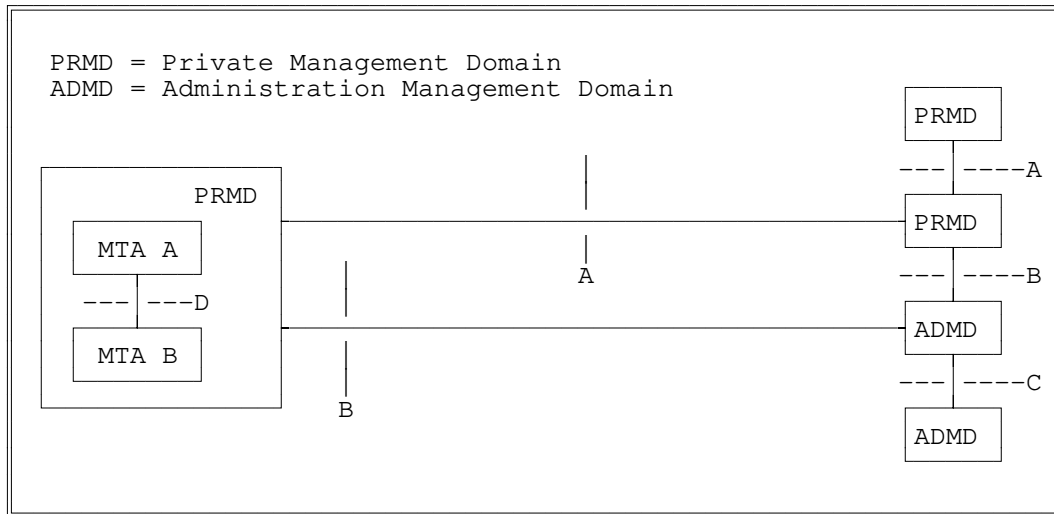 PRMD = Private Management Domain
ADMD = Administration Management Domain
PRMD
A
PRMD
PRMD
MTA A
A
B
D
ADMD
MTA B
C
B
ADMD